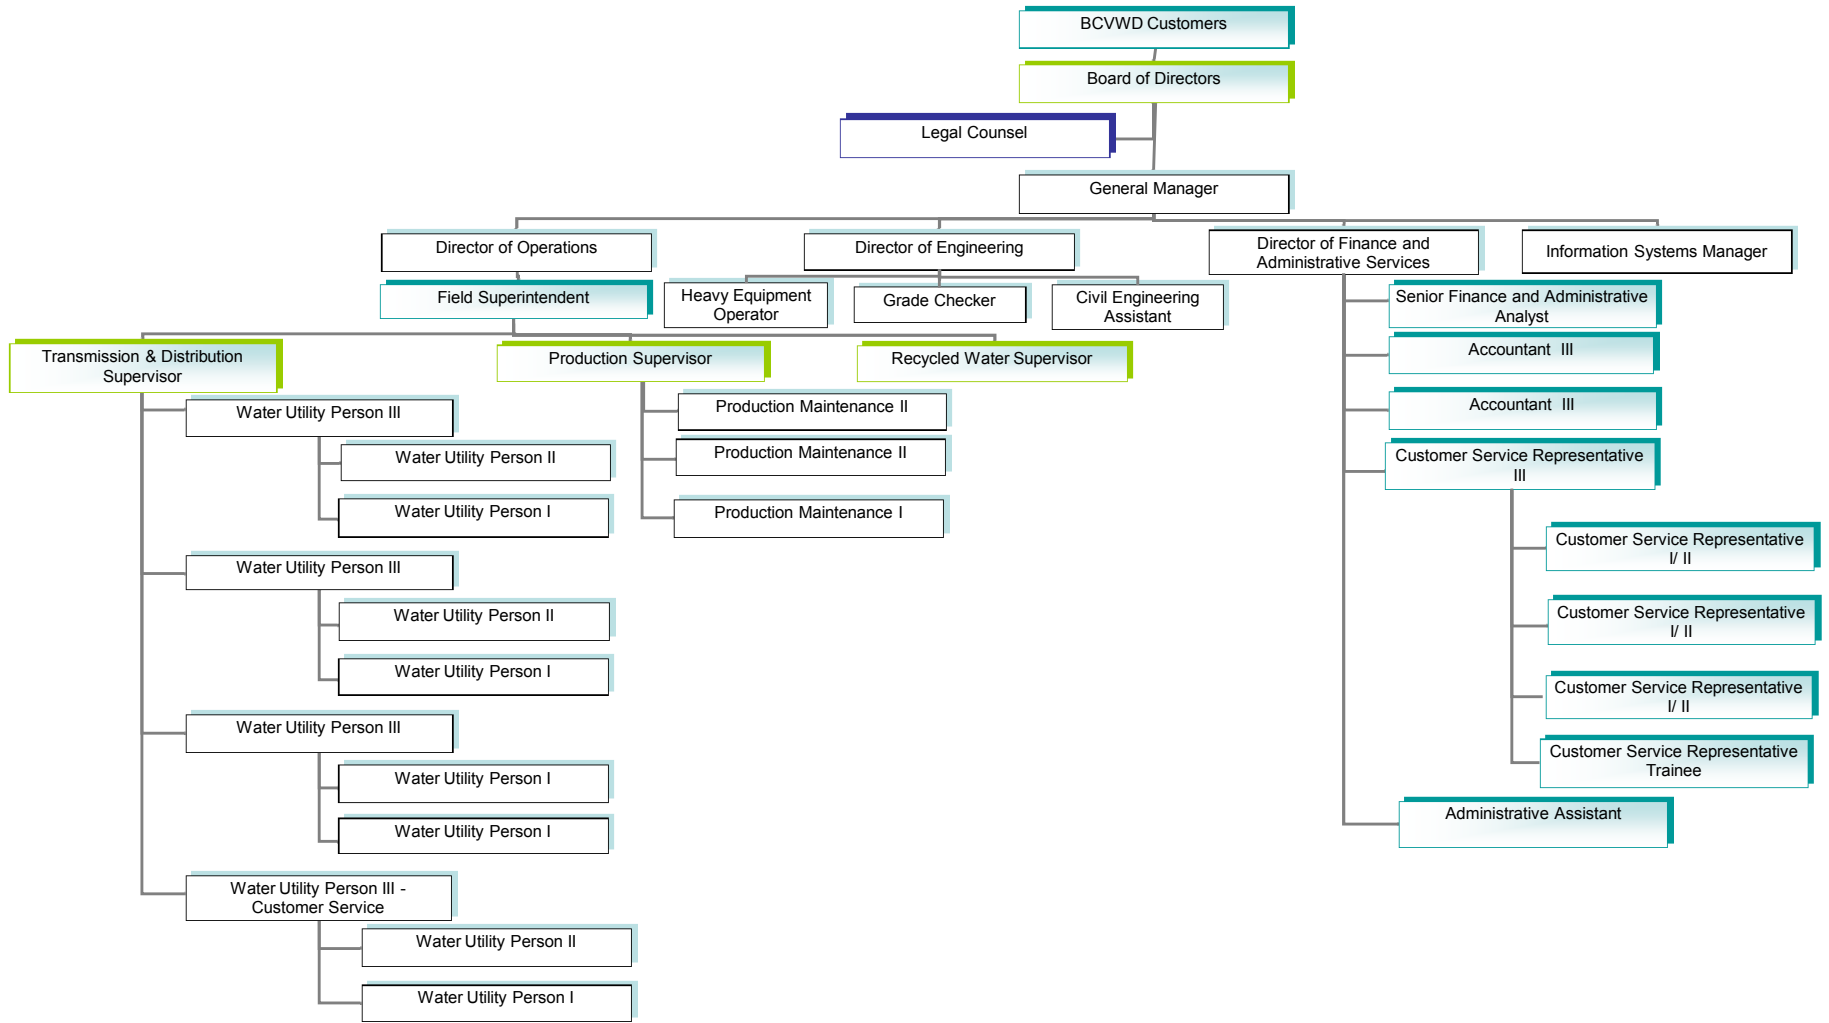 BCVWD Customers
Board of Directors
Legal Counsel
General Manager
Director of Operations
Director of Engineering
Director of Finance and
Administrative Services
Information Systems Manager
Field Superintendent
Heavy Equipment
Operator
Grade Checker
Civil Engineering
Assistant
Senior Finance and Administrative
Analyst
Accountant III
Accountant III
Customer Service Representative
III
Customer Service Representative
I/ II
Customer Service Representative
I/ II
Customer Service Representative
I/ II
Customer Service Representative
Trainee
Administrative Assistant
Transmission & Distribution
Supervisor
Production Supervisor
Recycled Water Supervisor
Production Maintenance II
Production Maintenance II
Production Maintenance I
Water Utility Person III
Water Utility Person II
Water Utility Person I
Water Utility Person III
Water Utility Person II
Water Utility Person I
Water Utility Person III
Water Utility Person I
Water Utility Person I
Water Utility Person III -
Customer Service
Water Utility Person II
Water Utility Person I